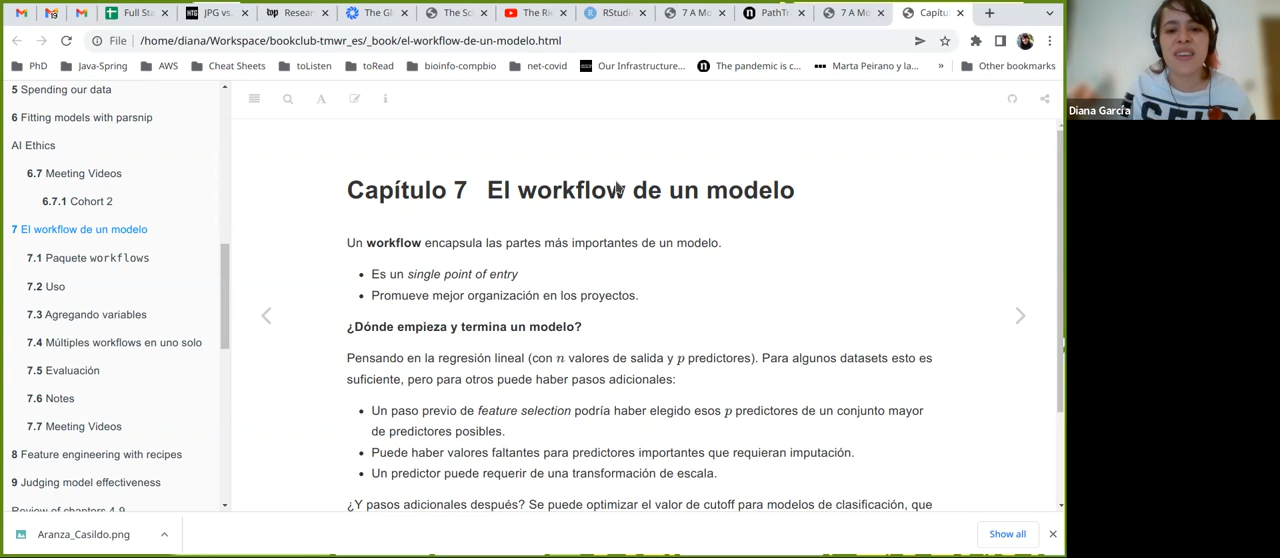 Full Sta
JPG vs.
Resear
The Gl
The Sc
The Ri
RStudi
7 A Mo
PathTr
7 A Mo
Capítu
File /home/diana/Workspace/bookclub-tmwr_es/_book/el-workflow-de-un-modelo.html
PhD Java-Spring AWS Cheat Sheets toListen toRead bioinfo-compbio net-covid Our Infrastructure... The pandemic is c... Marta Peirano y la... » Other bookmarks
Diana García
5 Spending our data
6 Fitting models with parsnip
AI Ethics
6.7 Meeting Videos
6.7.1 Cohort 2
7 El workflow de un modelo
7.1 Paquete workflows
7.2 Uso
7.3 Agregando variables
7.4 Múltiples workflows en uno solo
7.5 Evaluación
7.6 Notes
7.7 Meeting Videos
8 Feature engineering with recipes
9 Judging model effectiveness
Review of chapters 4-9
Capítulo 7 El workflow de un modelo
Un workflow encapsula las partes más importantes de un modelo.
• Es un single point of entry
• Promueve mejor organización en los proyectos.
¿Dónde empieza y termina un modelo?
Pensando en la regresión lineal (con n valores de salida y p predictores). Para algunos datasets esto es
suficiente, pero para otros puede haber pasos adicionales:
• Un paso previo de feature selection podría haber elegido esos p predictores de un conjunto mayor
de predictores posibles.
• Puede haber valores faltantes para predictores importantes que requieran imputación.
• Un predictor puede requerir de una transformación de escala.
¿Y pasos adicionales después? Se puede optimizar el valor de cutoff para modelos de clasificación, que
Aranza_Casildo.png
Show all